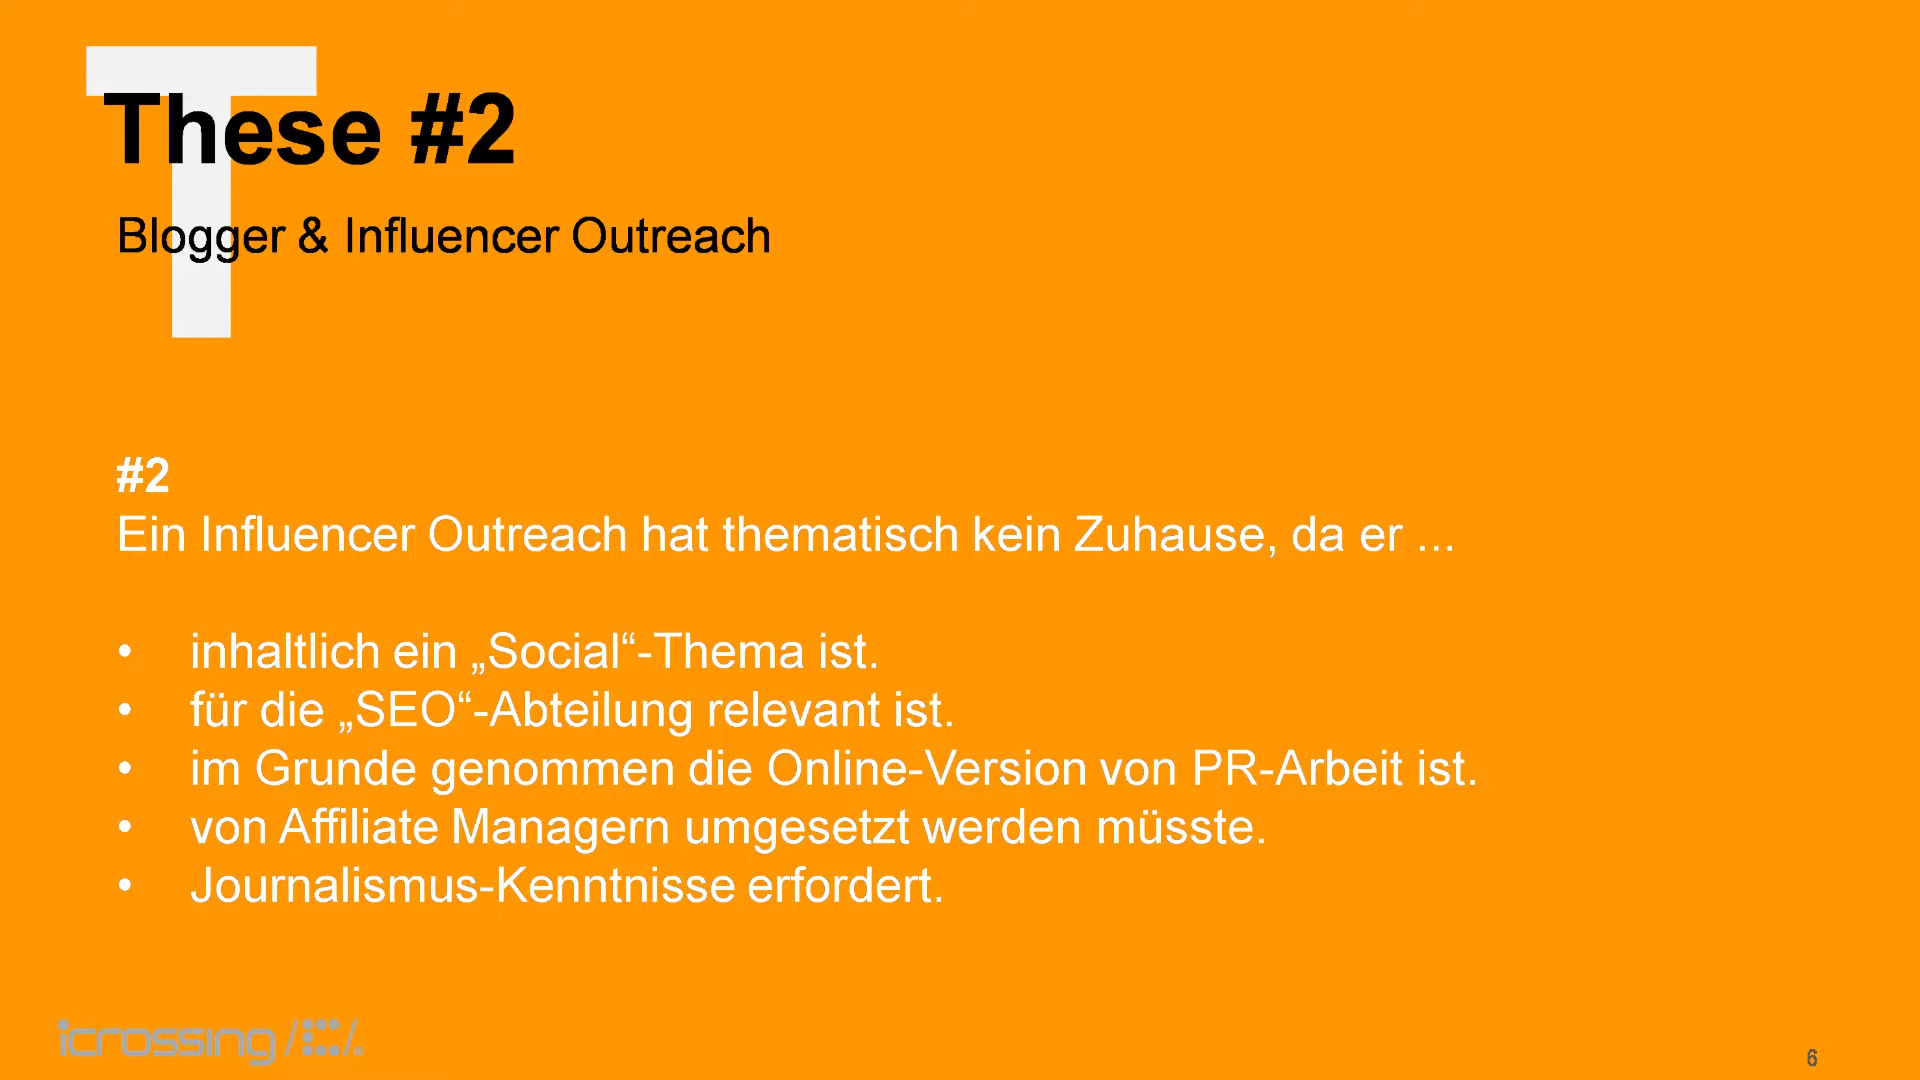 T
These #2
Blogger & Influencer Outreach
#2
Ein Influencer Outreach hat thematisch kein Zuhause, da er ...
• inhaltlich ein „Social“-Thema ist.
• für die „SEO“-Abteilung relevant ist.
• im Grunde genommen die Online-Version von PR-Arbeit ist.
• von Affiliate Managern umgesetzt werden müsste.
• Journalismus-Kenntnisse erfordert.
icrossing
6